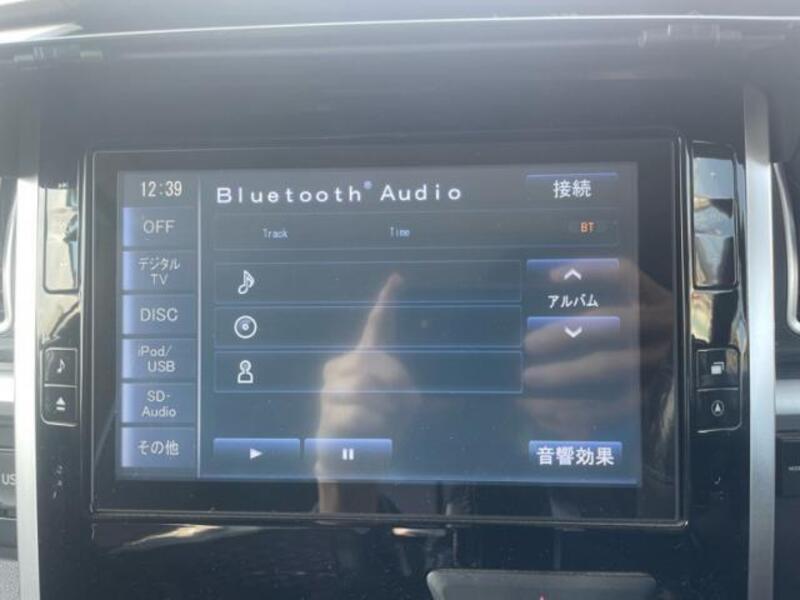 12:39
Bluetooth® Audio
接続
OFF
Track
Time
BT
デジタル
TV
アルバム
DISC
iPod/
USB
SD-
Audio
その他
音響効果